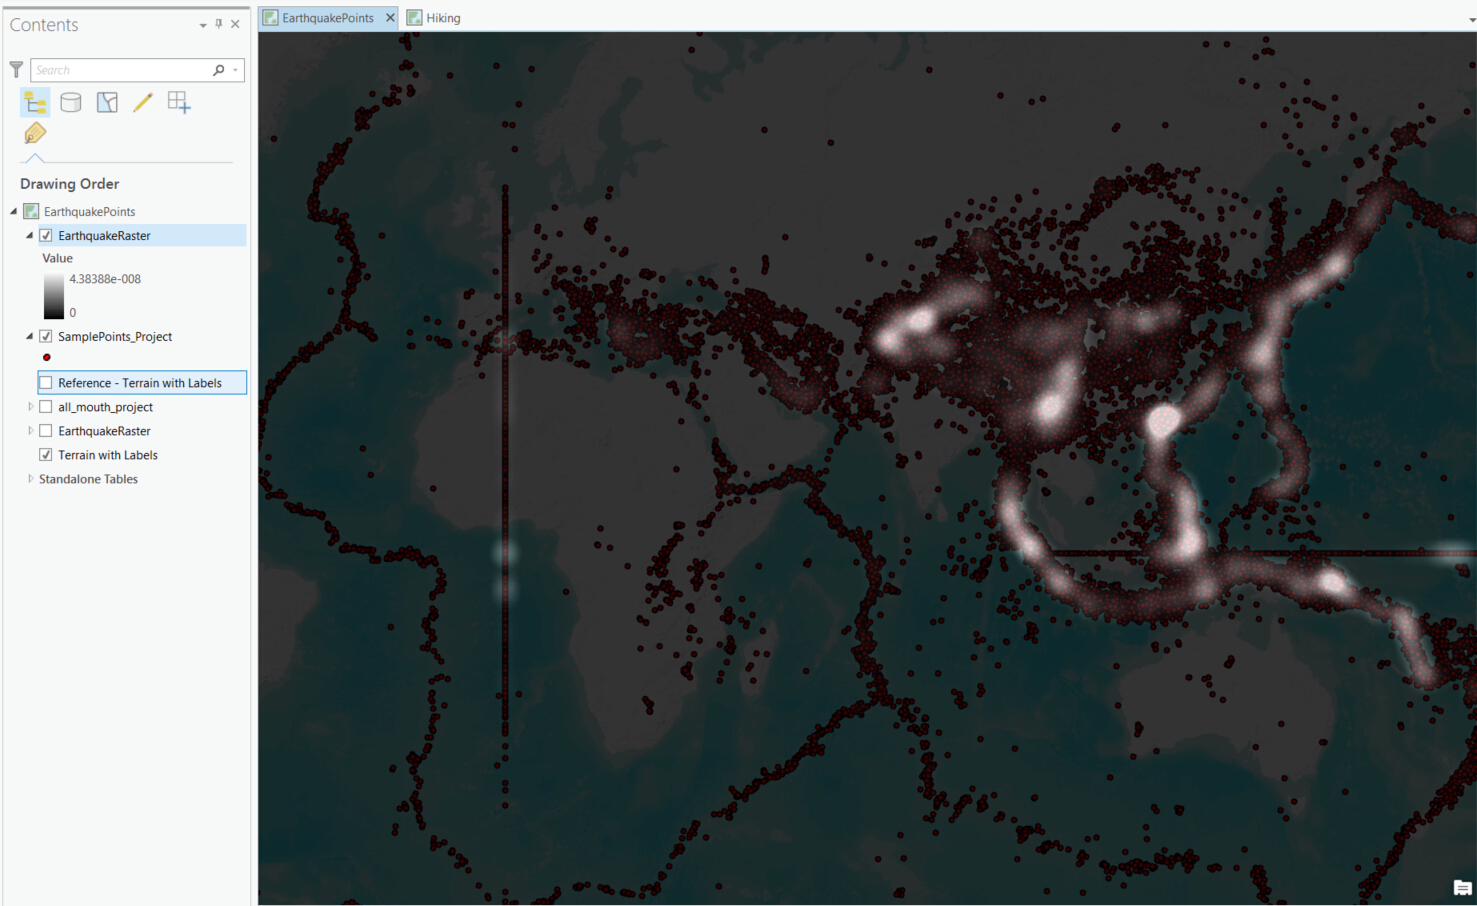 Contents
Search
Drawing Order
EarthquakePoints
EarthquakeRaster
Value
4.38388e-008
0
SamplePoints_Project
Reference - Terrain with Labels
all_mouth_project
EarthquakeRaster
Terrain with Labels
Standalone Tables
EarthquakePoints
Hiking